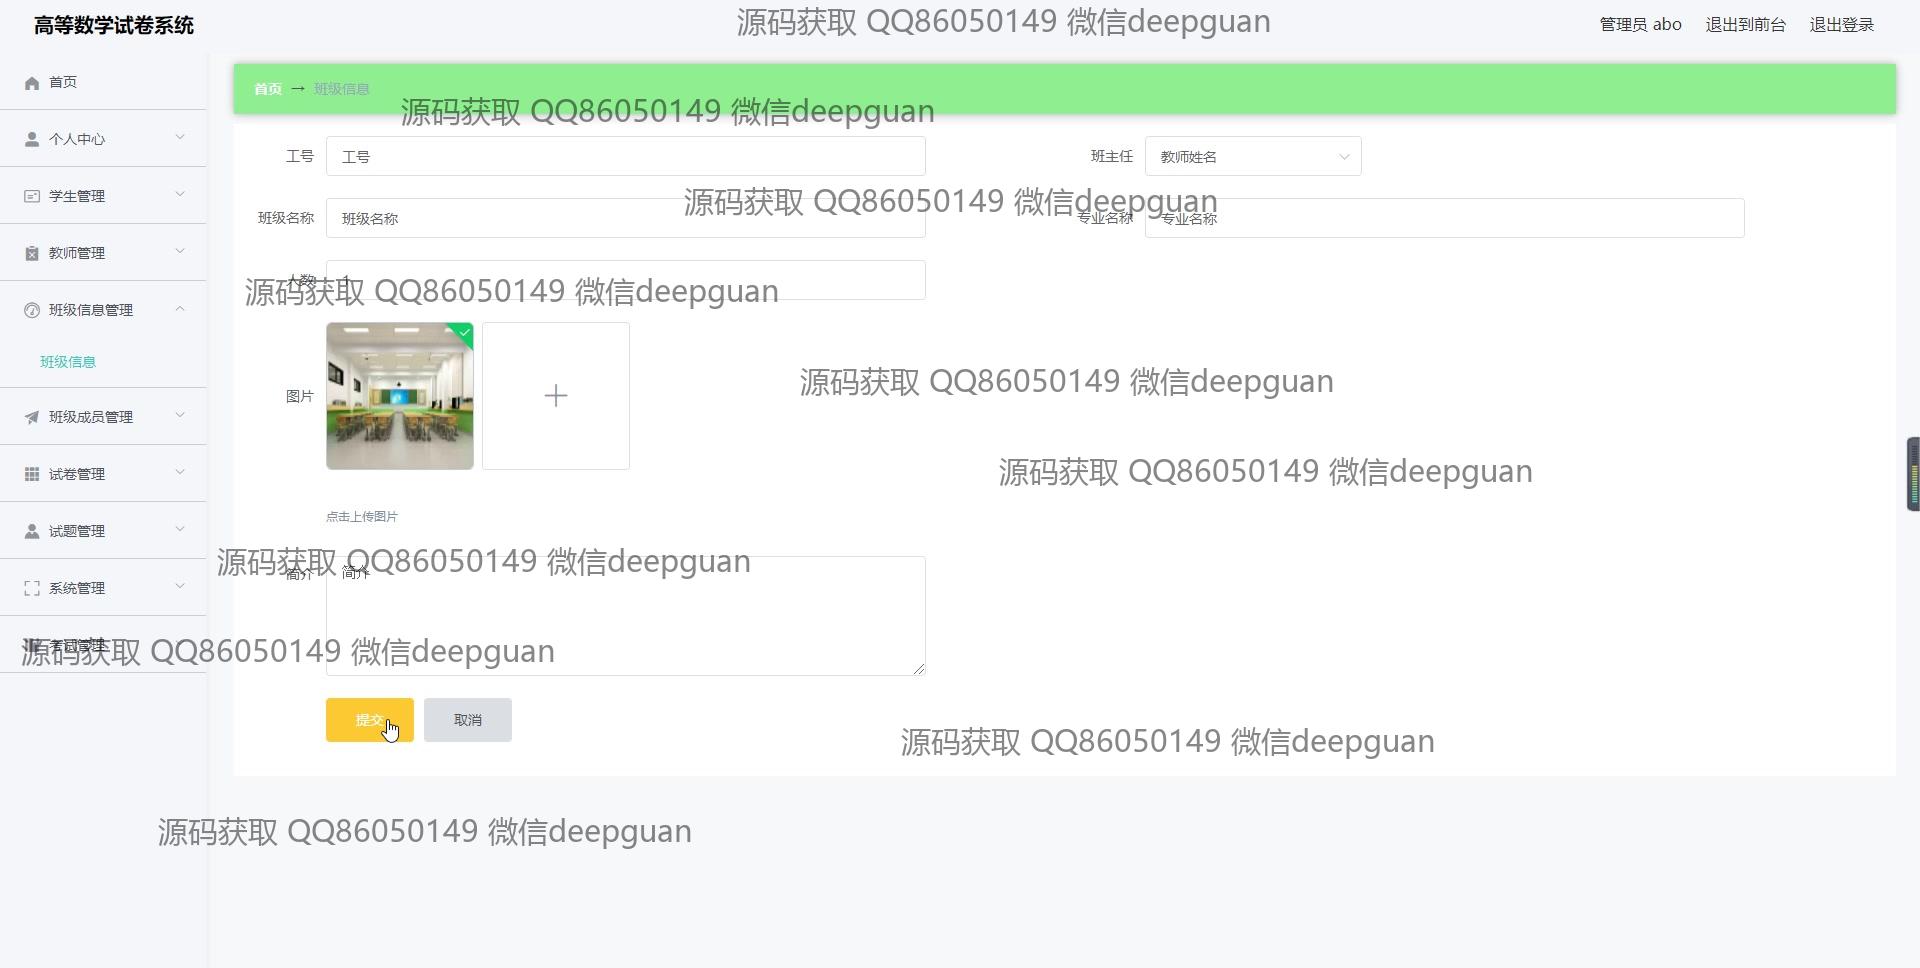 高等数学试卷系统
源码获取 QQ86050149 微信deepguan
管理员 abo 退出到前台 退出登录
首页
首页 → 班级信息
源码获取 QQ86050149 微信deepguan
个人中心
工号 工号
班主任 教师姓名
学生管理
源码获取 QQ86050149 微信deepguan
班级名称 班级名称
专业名称 专业名称
教师管理
人数 1
源码获取 QQ86050149 微信deepguan
班级信息管理
班级信息
图片
源码获取 QQ86050149 微信deepguan
班级成员管理
试卷管理
源码获取 QQ86050149 微信deepguan
点击上传图片
试题管理
源码获取 QQ86050149 微信deepguan
简介 简介
系统管理
考试管理
源码获取 QQ86050149 微信deepguan
提交 取消
源码获取 QQ86050149 微信deepguan
源码获取 QQ86050149 微信deepguan